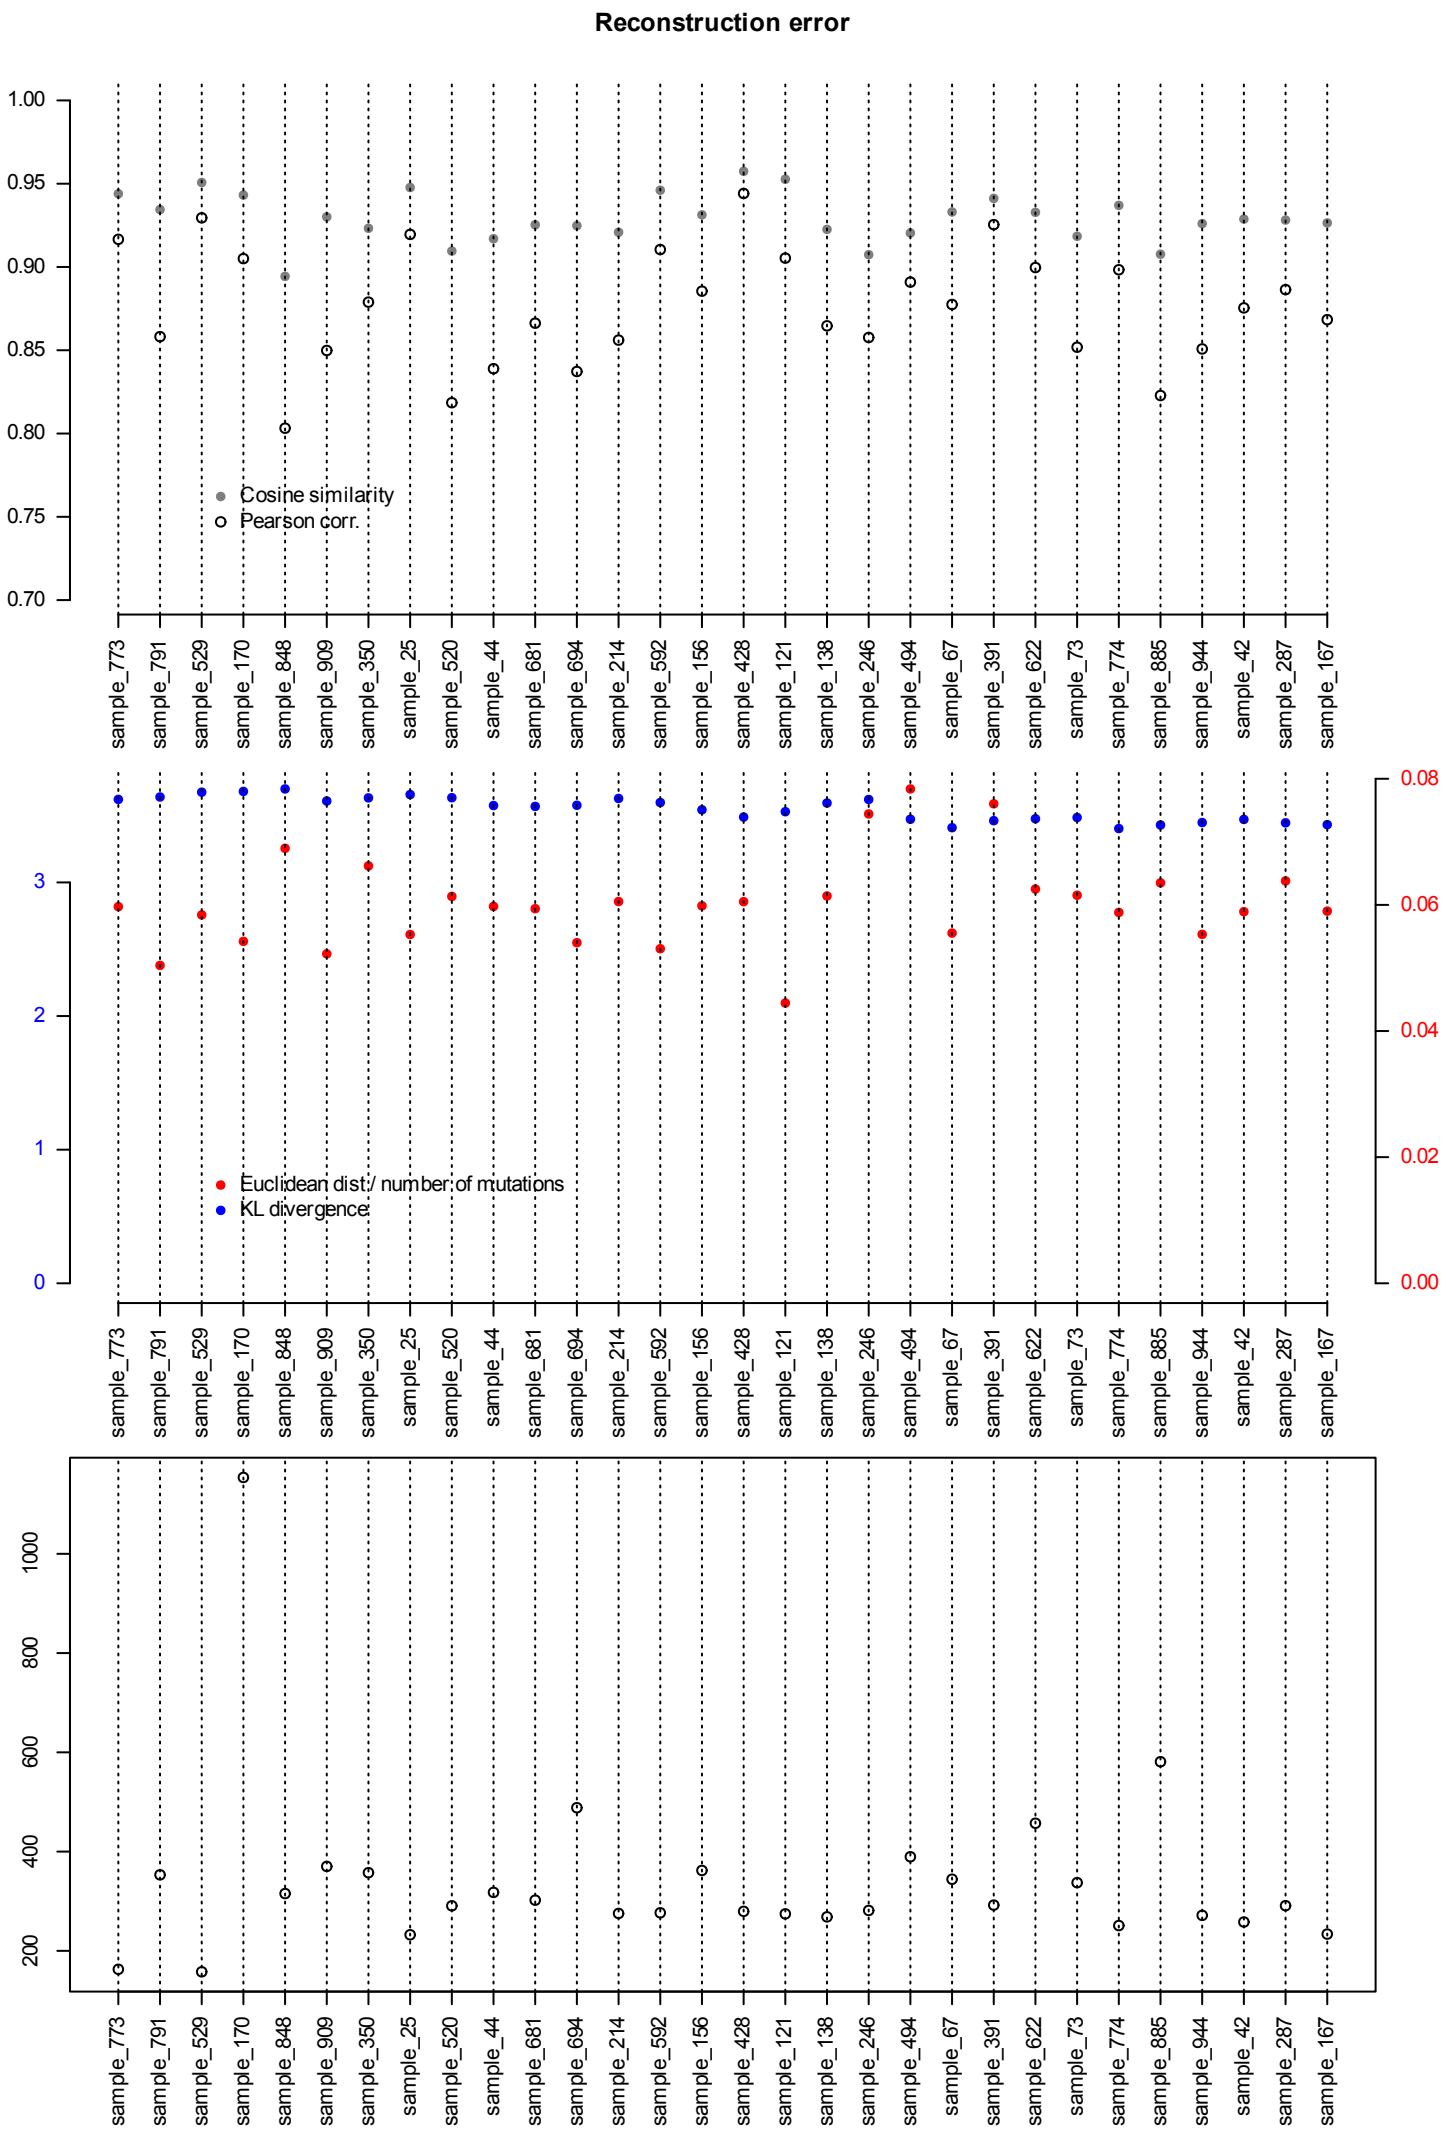 Reconstruction error
1.00
0.95
0.90
0.85
0.80
0.75
0.70
Cosine similarity
Pearson corr.
sample_773
sample_791
sample_529
sample_170
sample_848
sample_909
sample_350
sample_25
sample_520
sample_44
sample_681
sample_694
sample_214
sample_592
sample_156
sample_428
sample_121
sample_138
sample_246
sample_494
sample_67
sample_391
sample_622
sample_73
sample_774
sample_885
sample_944
sample_42
sample_287
sample_167
3
2
1
0
0.08
0.06
0.04
0.02
0.00
Euclidean dist./ number of mutations
KL divergence
sample_773
sample_791
sample_529
sample_170
sample_848
sample_909
sample_350
sample_25
sample_520
sample_44
sample_681
sample_694
sample_214
sample_592
sample_156
sample_428
sample_121
sample_138
sample_246
sample_494
sample_67
sample_391
sample_622
sample_73
sample_774
sample_885
sample_944
sample_42
sample_287
sample_167
1000
800
600
400
200
sample_773
sample_791
sample_529
sample_170
sample_848
sample_909
sample_350
sample_25
sample_520
sample_44
sample_681
sample_694
sample_214
sample_592
sample_156
sample_428
sample_121
sample_138
sample_246
sample_494
sample_67
sample_391
sample_622
sample_73
sample_774
sample_885
sample_944
sample_42
sample_287
sample_167